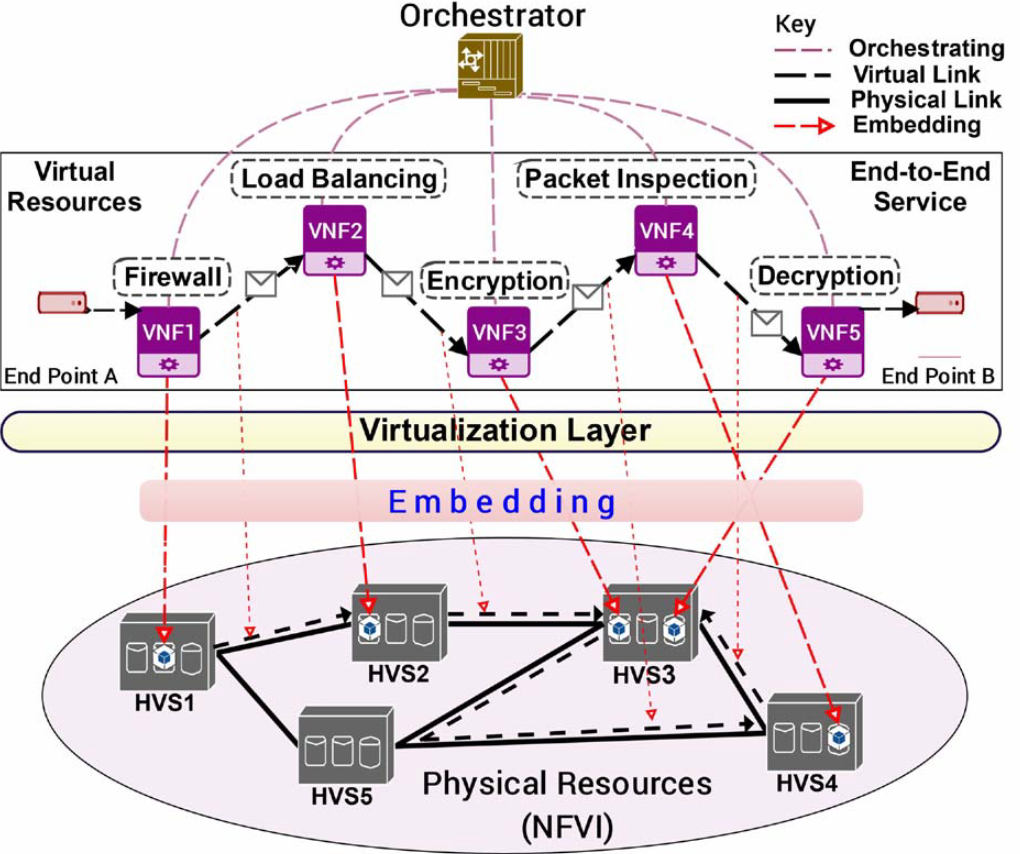 Orchestrator
Key
Orchestrating
Virtual Link
Physical Link
Embedding
Virtual
Resources
Load Balancing
Packet Inspection
End-to-End
Service
VNF2
VNF4
Firewall
Encryption
Decryption
VNF1
VNF3
VNF5
End Point A
End Point B
Virtualization Layer
Embedding
HVS1
HVS2
HVS3
HVS4
HVS5
Physical Resources
(NFVI)